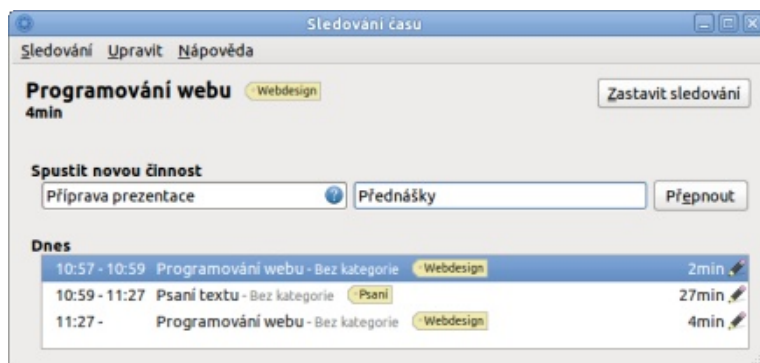 Sledování času
Sledování Upravit Nápověda
Programování webu Webdesign
4min
Zastavit sledování
Spustit novou činnost
Příprava prezentace Přednášky Přepnout
Dnes
10:57 - 10:59 Programování webu - Bez kategorie Webdesign 2min
10:59 - 11:27 Psaní textu - Bez kategorie Psaní 27min
11:27 - Programování webu - Bez kategorie Webdesign 4min